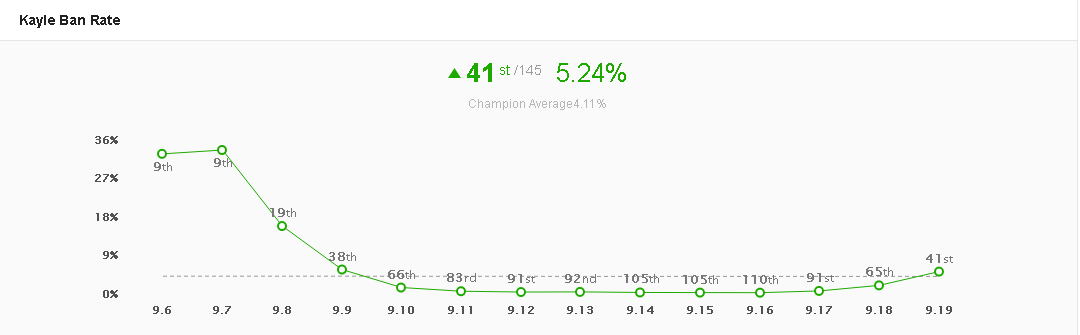 Kayle Ban Rate
41 st /145 5.24%
Champion Average4.11%
36%
27%
18%
9%
0%
9th 9th 19th 38th 66th 83rd 91st 92nd 105th 105th 110th 91st 65th 41st
9.6 9.7 9.8 9.9 9.10 9.11 9.12 9.13 9.14 9.15 9.16 9.17 9.18 9.19